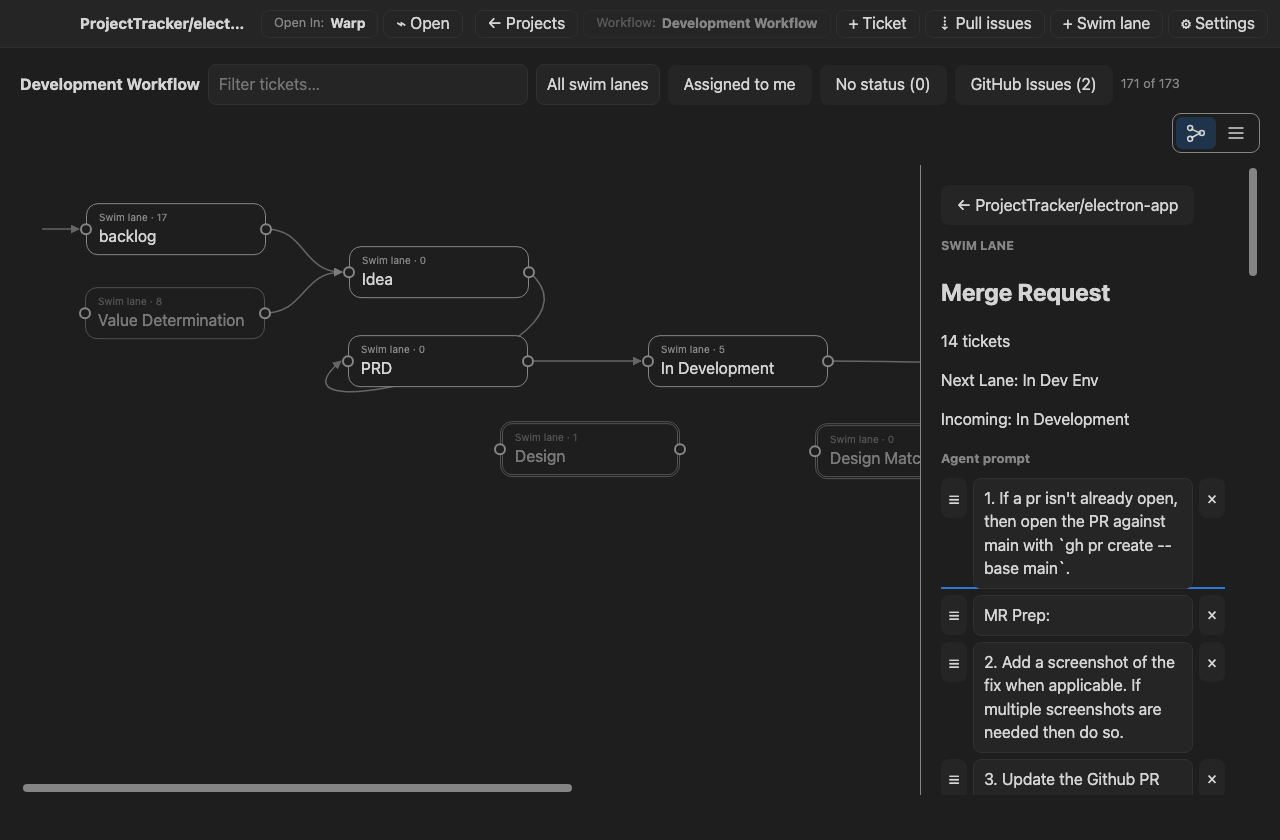 ProjectTracker/elect...
Open In: Warp
Open
← Projects
Workflow: Development Workflow
+ Ticket
⇣ Pull issues
+ Swim lane
⚙ Settings
Development Workflow
Filter tickets...
All swim lanes
Assigned to me
No status (0)
GitHub Issues (2)
171 of 173
Swim lane · 17
backlog
Swim lane · 0
Idea
Swim lane · 8
Value Determination
Swim lane · 0
PRD
Swim lane · 5
In Development
Swim lane · 1
Design
Swim lane · 0
Design Matc
← ProjectTracker/electron-app
SWIM LANE
Merge Request
14 tickets
Next Lane: In Dev Env
Incoming: In Development
Agent prompt
1. If a pr isn't already open,
then open the PR against
main with `gh pr create --
base main`.
MR Prep:
2. Add a screenshot of the
fix when applicable. If
multiple screenshots are
needed then do so.
3. Update the Github PR